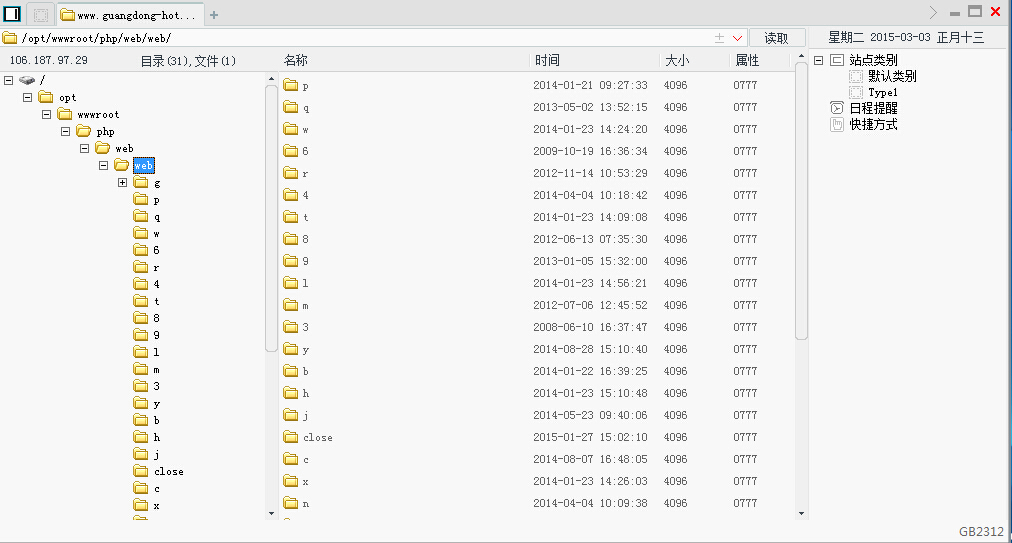 www.guangdong-hot...
/opt/wwwroot/php/web/web/
读取
星期二 2015-03-03 正月十三
106.187.97.29 目录(31),文件(1)
/
opt
wwwroot
php
web
web
g
p
q
w
6
r
4
t
8
9
l
m
3
y
b
h
j
close
c
x
名称 时间 大小 属性
p 2014-01-21 09:27:33 4096 0777
q 2013-05-02 13:52:15 4096 0777
w 2014-01-23 14:24:20 4096 0777
6 2009-10-19 16:36:34 4096 0777
r 2012-11-14 10:53:29 4096 0777
4 2014-04-04 10:18:42 4096 0777
t 2014-01-23 14:09:08 4096 0777
8 2012-06-13 07:35:30 4096 0777
9 2013-01-05 15:32:00 4096 0777
l 2014-01-23 14:56:21 4096 0777
m 2012-07-06 12:45:52 4096 0777
3 2008-06-10 16:37:47 4096 0777
y 2014-08-28 15:10:40 4096 0777
b 2014-01-22 16:39:25 4096 0777
h 2014-01-23 15:10:48 4096 0777
j 2014-05-23 09:40:06 4096 0777
close 2015-01-27 15:02:10 4096 0777
c 2014-08-07 16:48:05 4096 0777
x 2014-01-23 14:26:03 4096 0777
n 2014-04-04 10:09:38 4096 0777
站点类别
默认类别
Type1
日程提醒
快捷方式
GB2312